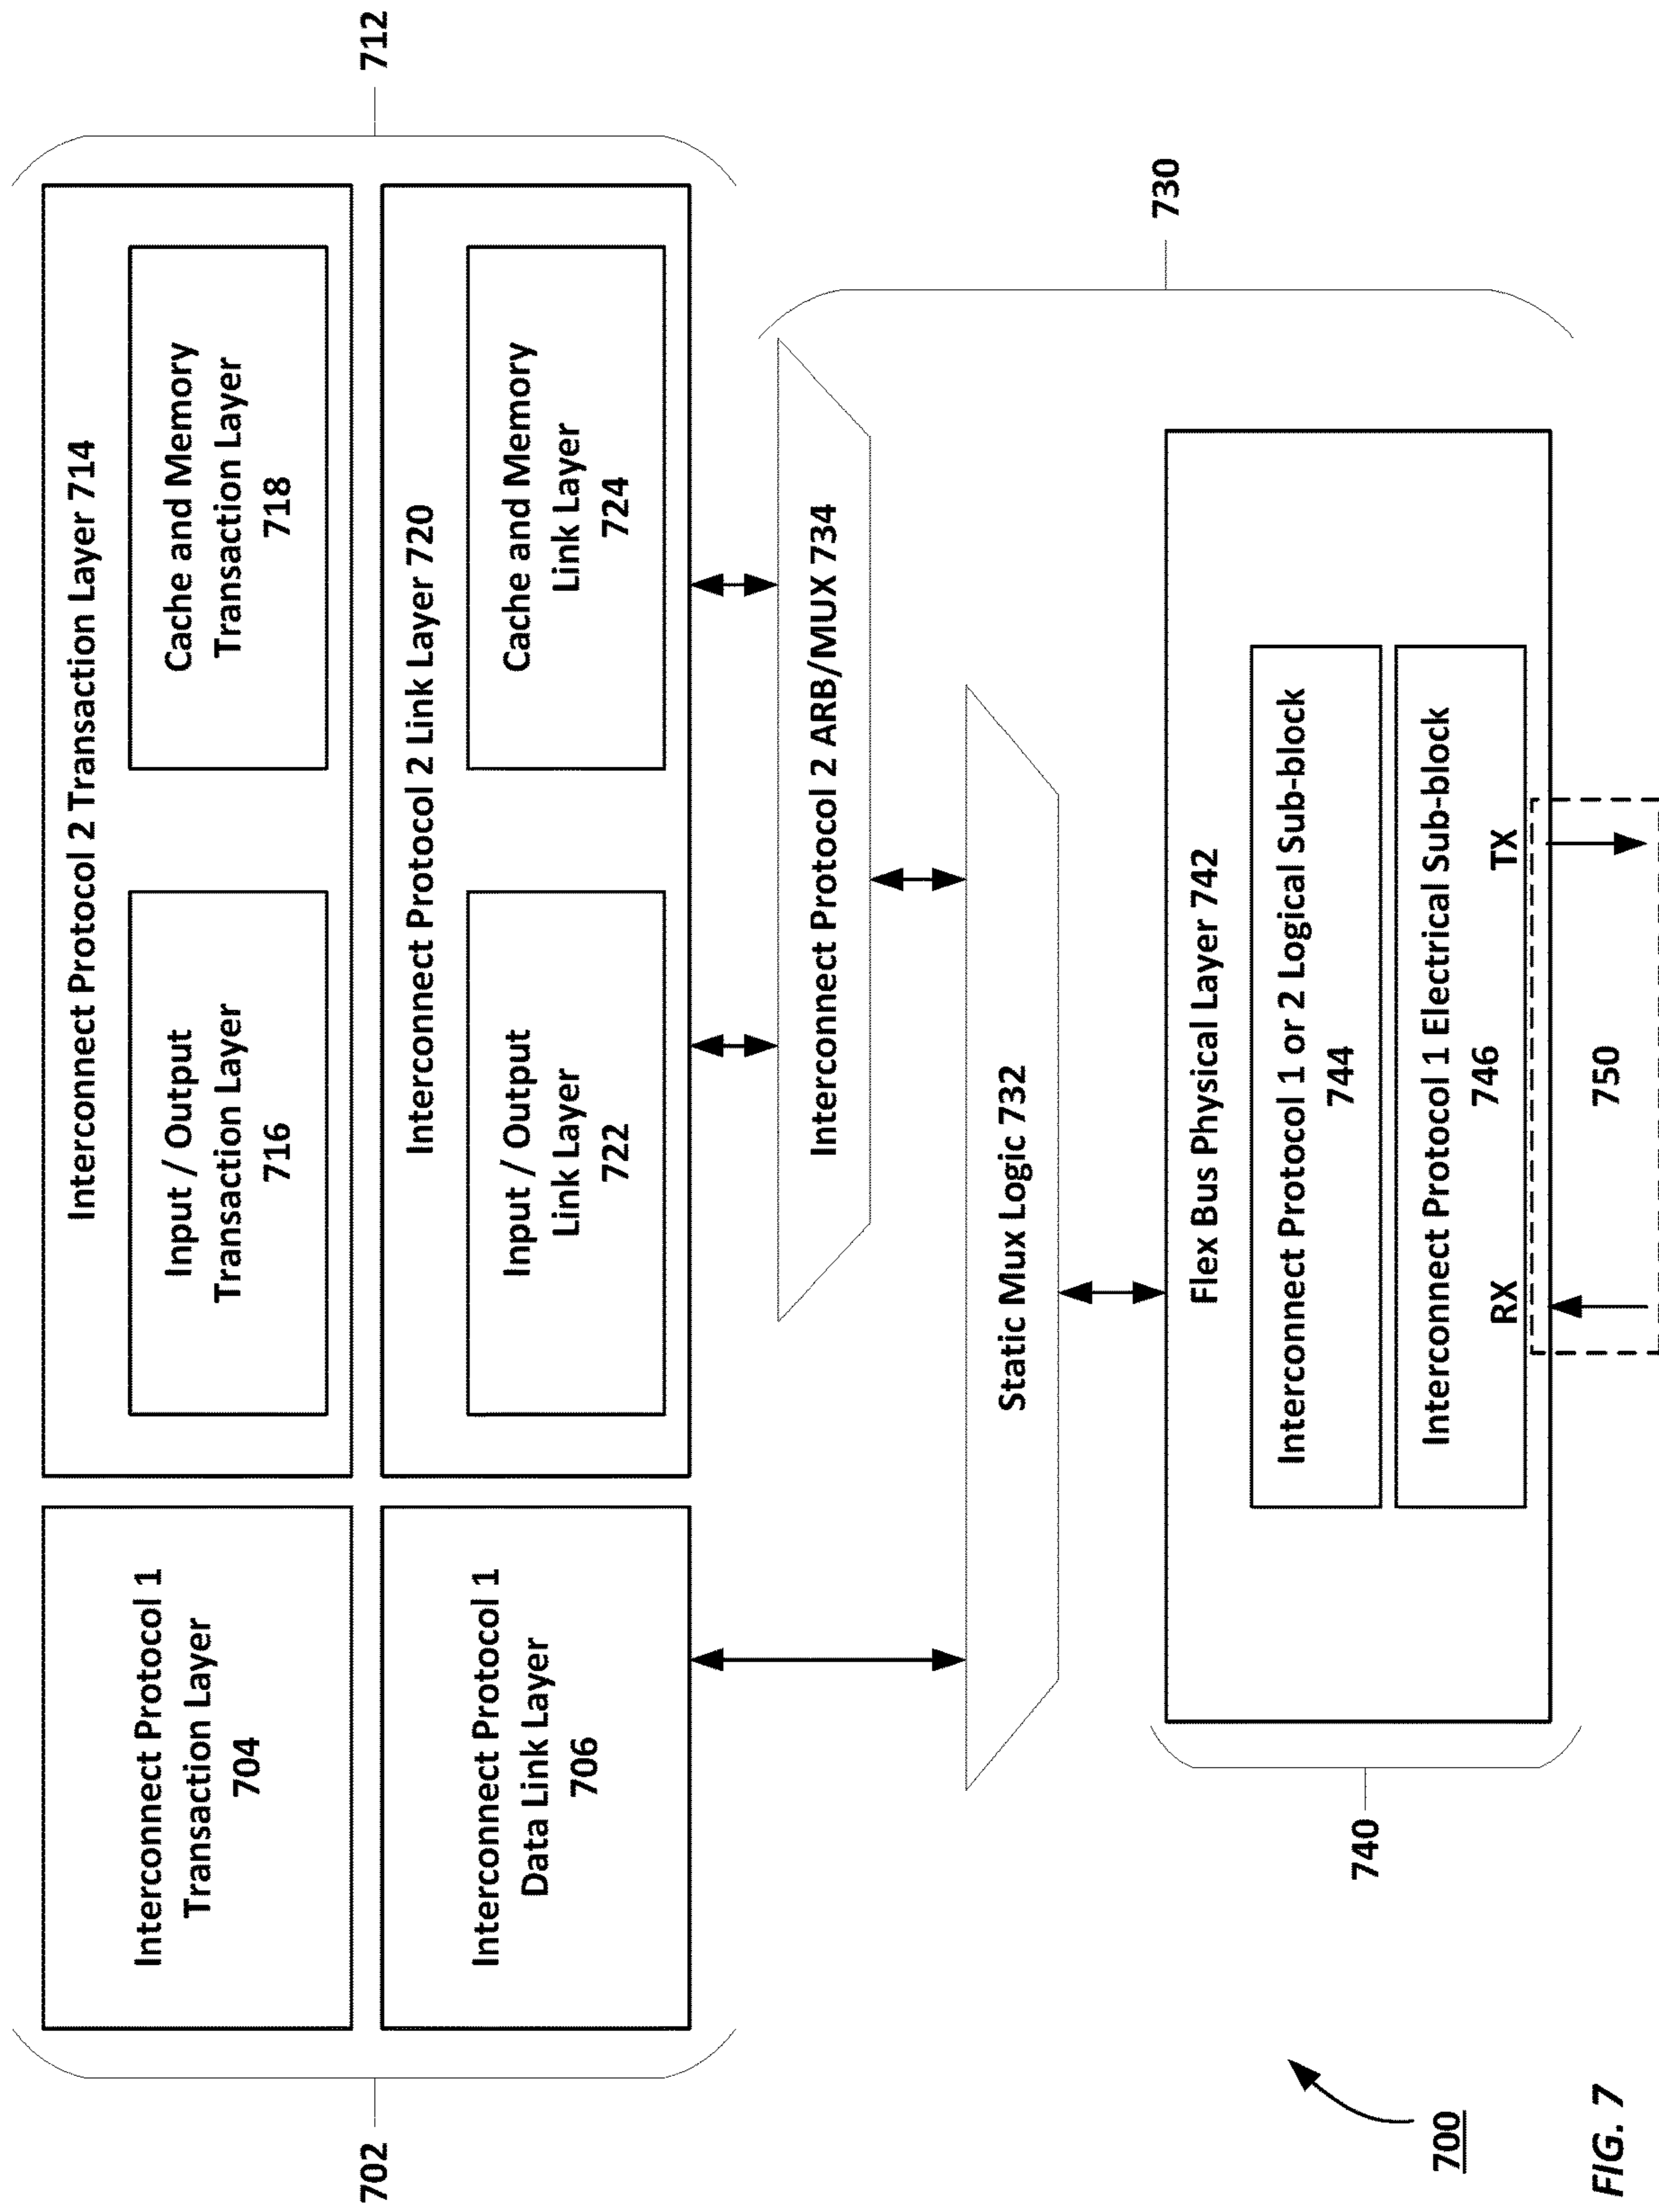 702
712
Interconnect Protocol 1
Transaction Layer
704
Interconnect Protocol 2 Transaction Layer 714
Input / Output
Transaction Layer
716
Cache and Memory
Transaction Layer
718
Interconnect Protocol 1
Data Link Layer
706
Interconnect Protocol 2 Link Layer 720
Input / Output
Link Layer
722
Cache and Memory
Link Layer
724
Interconnect Protocol 2 ARB/MUX 734
Static Mux Logic 732
730
740
Flex Bus Physical Layer 742
Interconnect Protocol 1 or 2 Logical Sub-block
744
Interconnect Protocol 1 Electrical Sub-block
746
RX
TX
750
700
FIG. 7